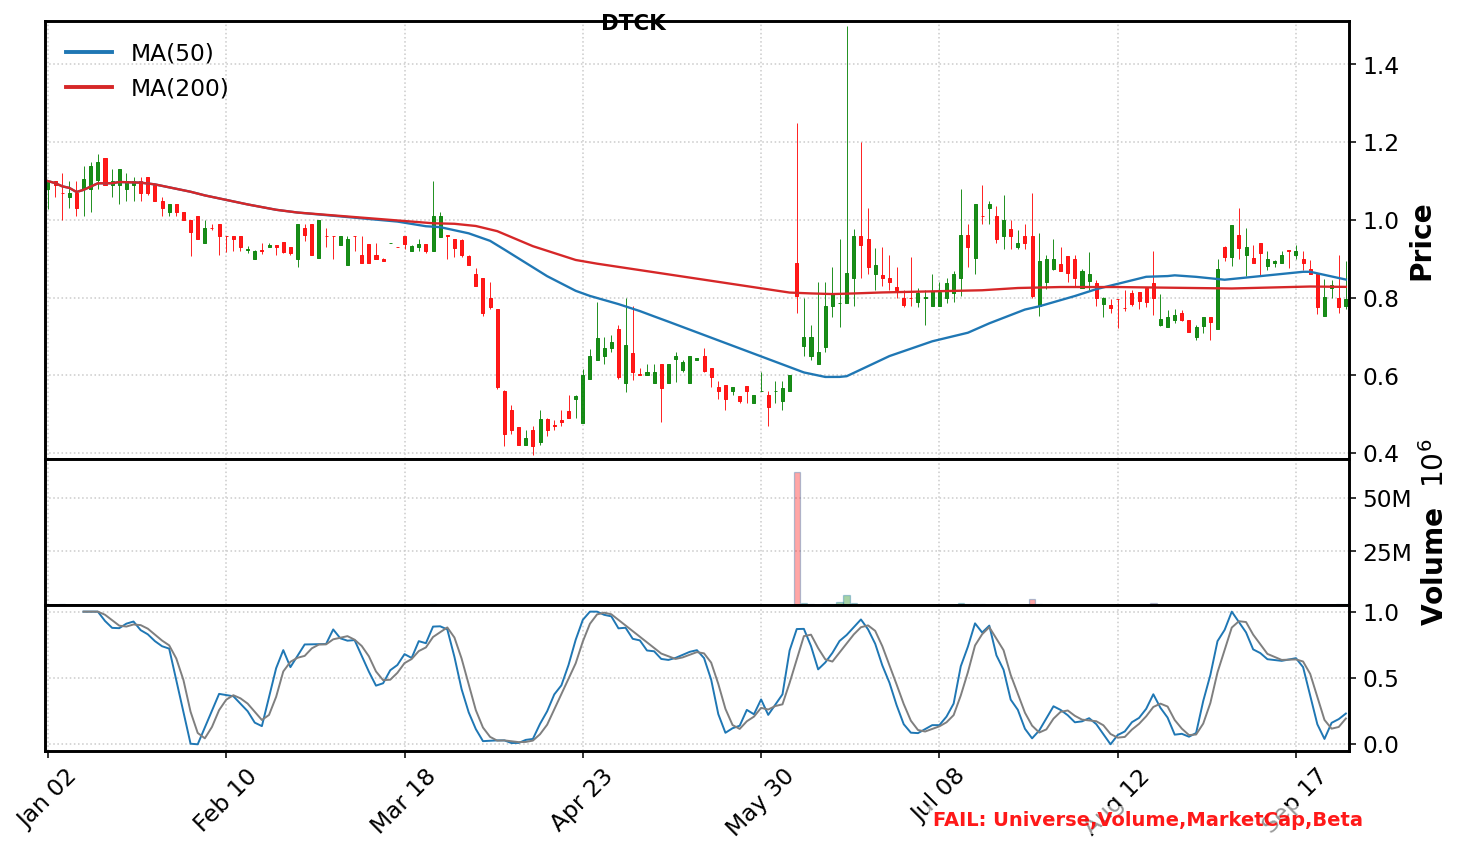 DTCK
MA(50)
MA(200)
1.4
1.2
1.0
0.8
0.6
0.4
Price
50M
25M
Volume 10⁶
1.0
0.5
0.0
Jan 02
Feb 10
Mar 18
Apr 23
May 30
Jul 08
Aug 12
Sep 17
FAIL: Universe,Volume,MarketCap,Beta